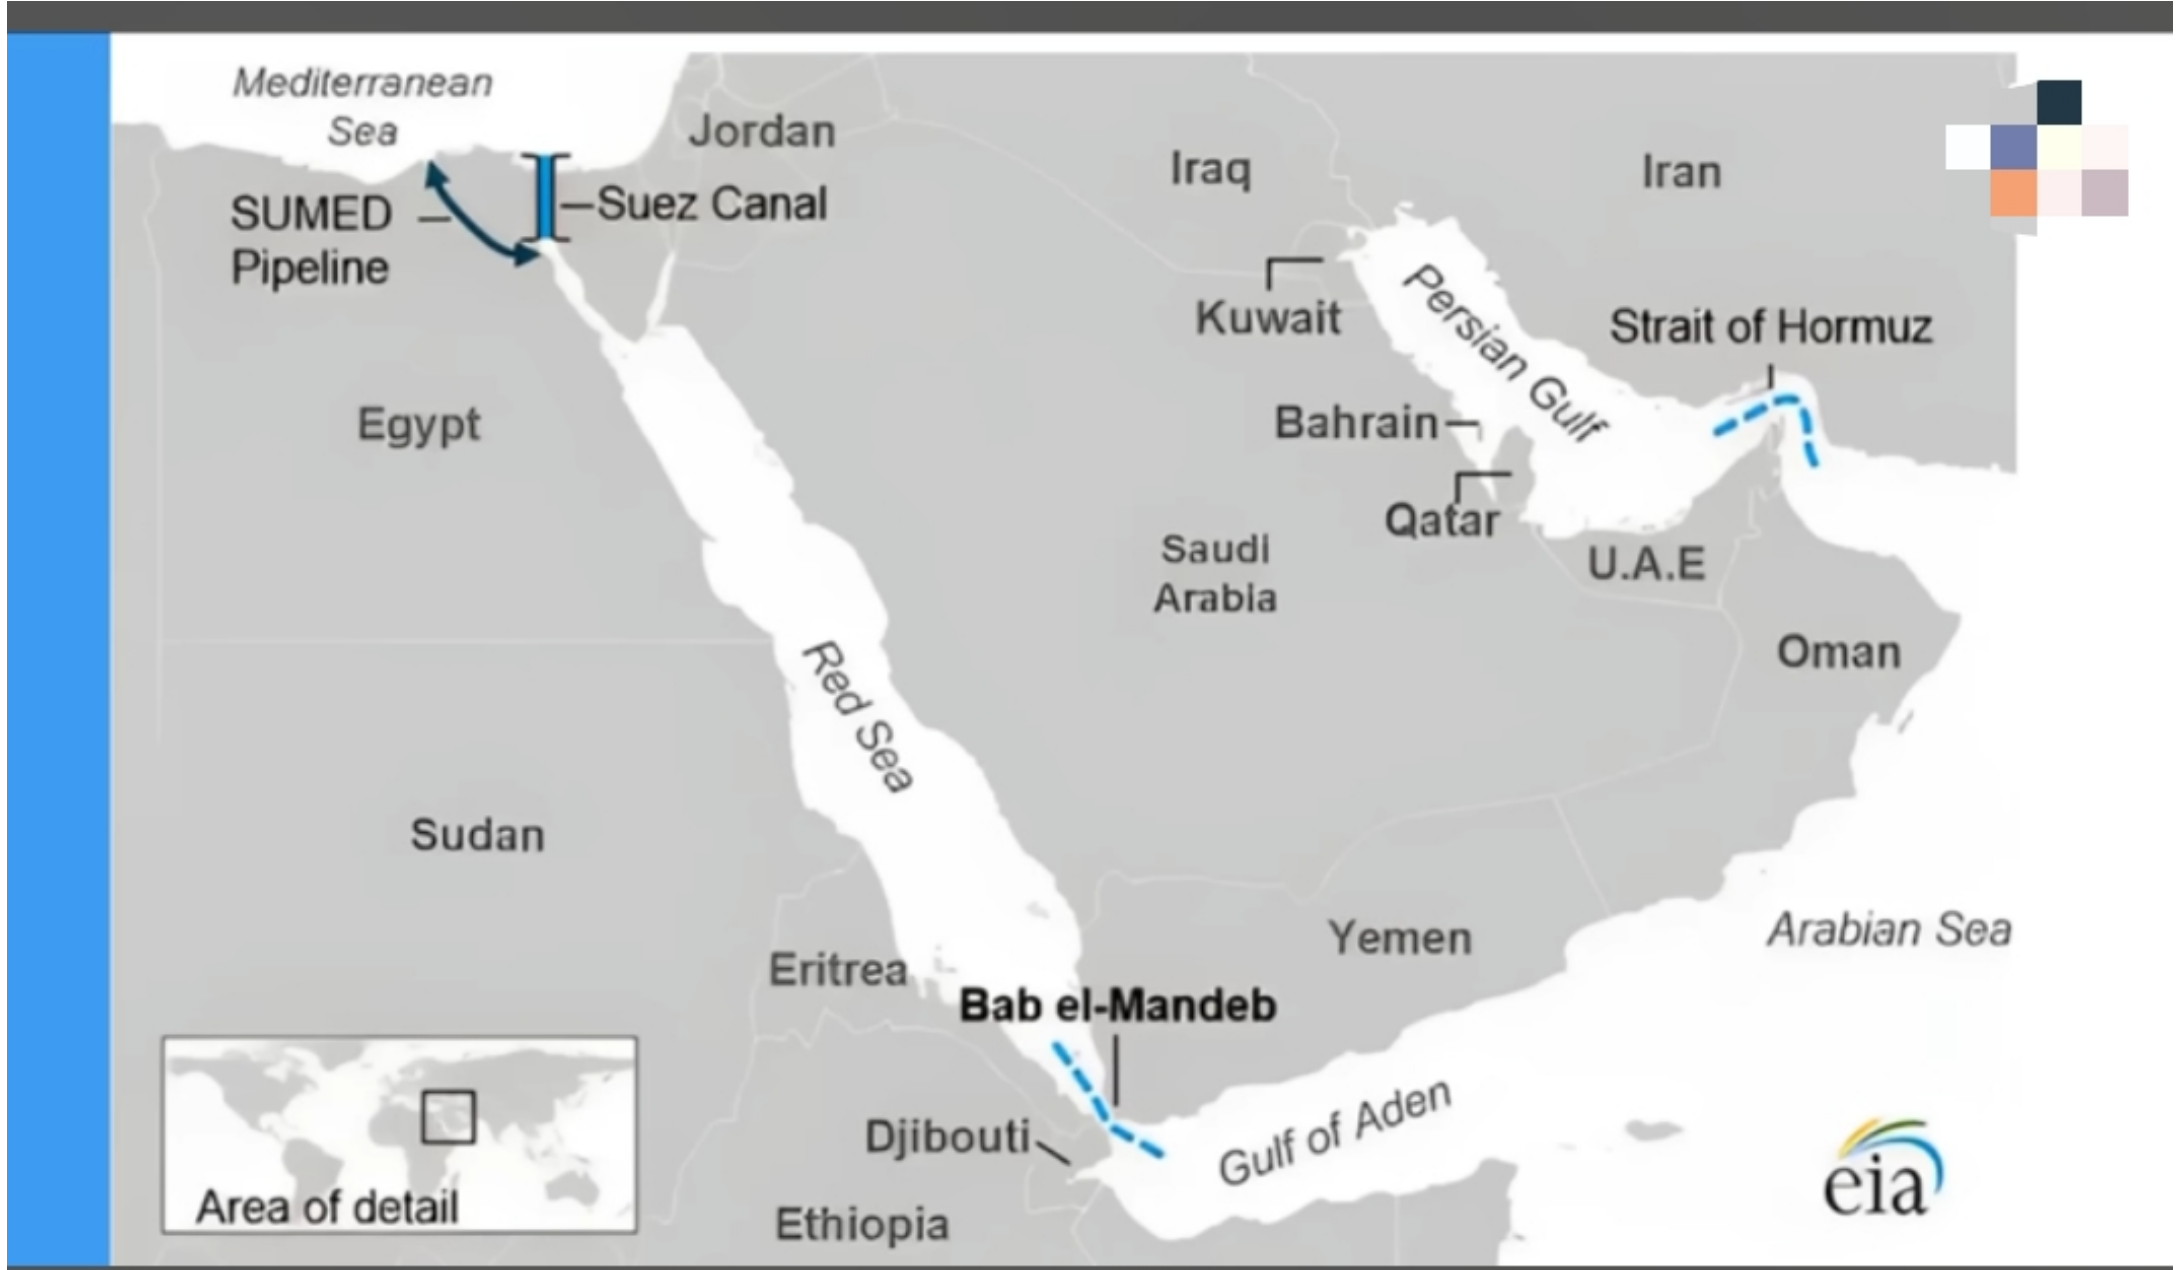 Mediterranean
Sea
Jordan
Iraq
Iran
SUMED
Pipeline
Suez Canal
Kuwait
Persian Gulf
Strait of Hormuz
Egypt
Bahrain
Qatar
Saudi
Arabia
U.A.E
Oman
Red Sea
Sudan
Eritrea
Yemen
Arabian Sea
Bab el-Mandeb
Djibouti
Gulf of Aden
Ethiopia
Area of detail
eia